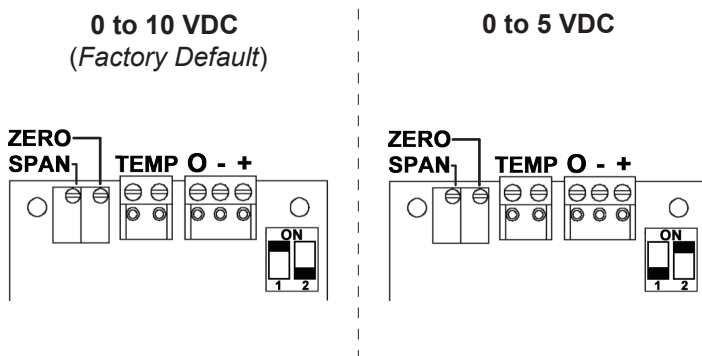 0 to 10 VDC
(Factory Default)
ZERO
SPAN TEMP O - +
ON
1 2
0 to 5 VDC
ZERO
SPAN TEMP O - +
ON
1 2